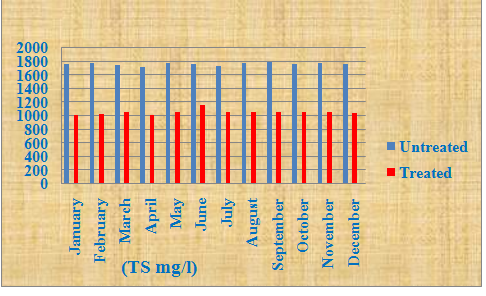 2000
1800
1600
1400
1200
1000
800
600
400
200
0
January
February
March
April
May
June
July
August
September
October
November
December
(TS mg/l)
Untreated
Treated